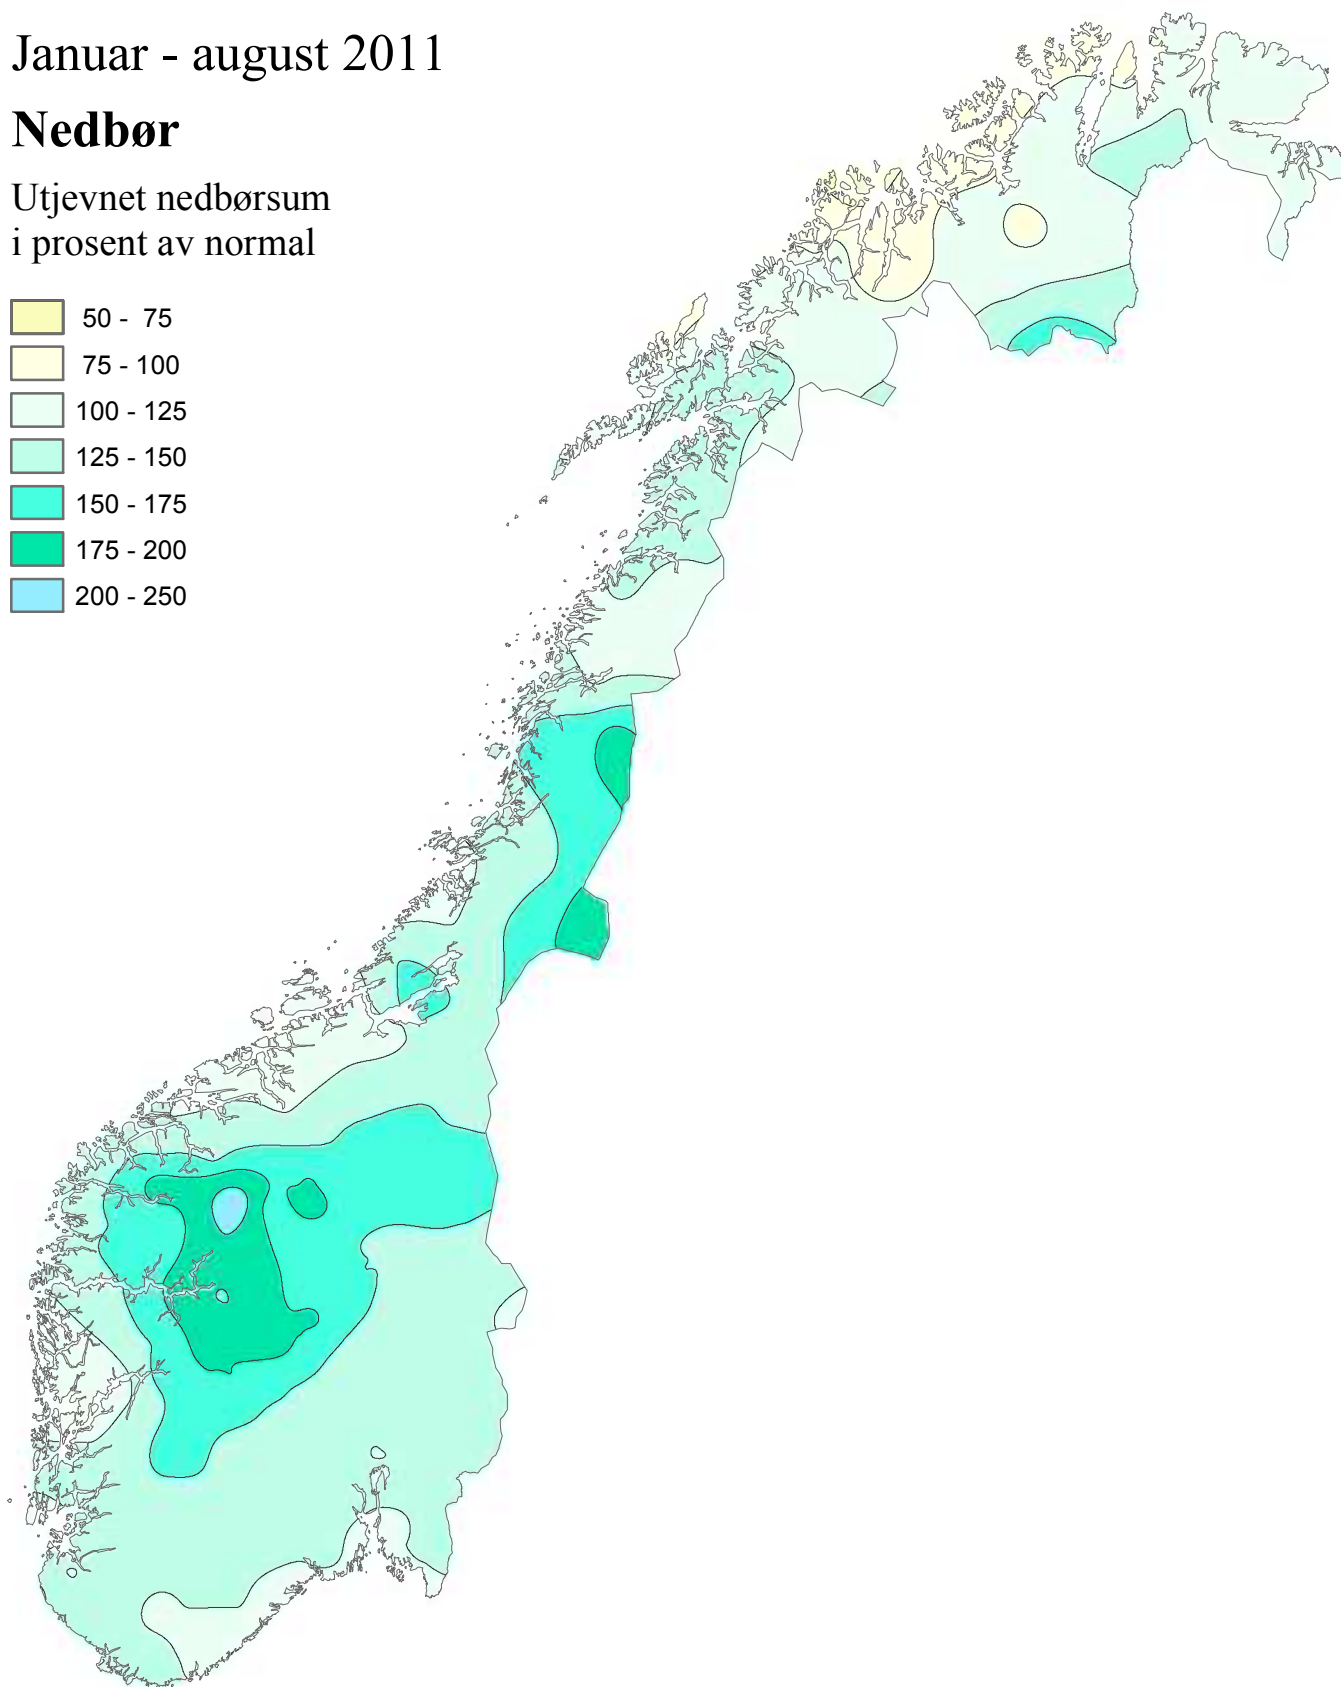 Januar - august 2011
Nedbør
Utjevnet nedbørsum
i prosent av normal
50 - 75
75 - 100
100 - 125
125 - 150
150 - 175
175 - 200
200 - 250